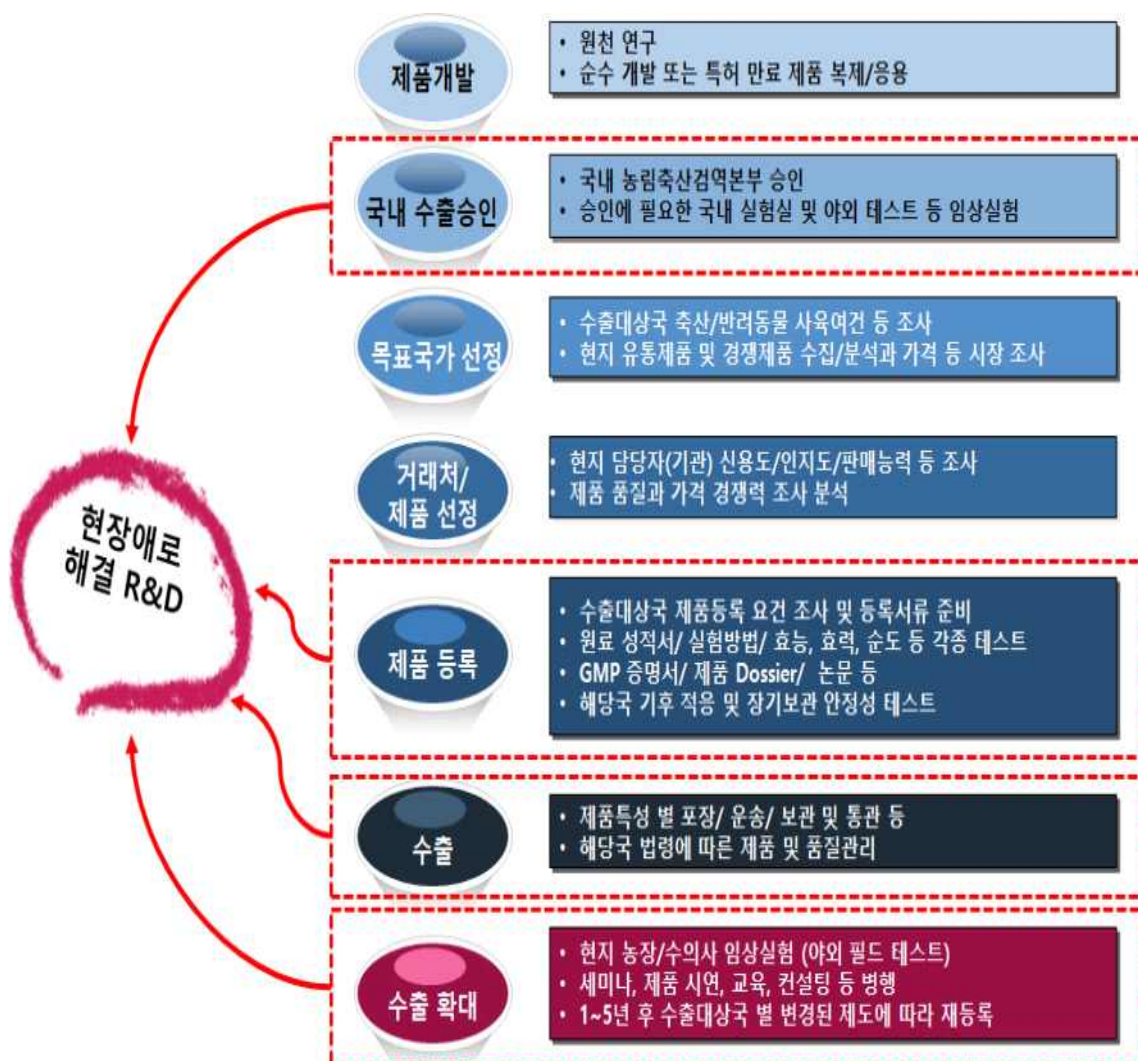 제품개발
• 원천 연구
• 순수 개발 또는 특허 만료 제품 복제/응용
국내 수출승인
• 국내 농림축산검역본부 승인
• 승인에 필요한 국내 실험실 및 야외 테스트 등 임상실험
목표국가 선정
• 수출대상국 축산/반려동물 사육여건 등 조사
• 현지 유통제품 및 경쟁제품 수집/분석과 가격 등 시장 조사
거래처/
제품 선정
• 현지 담당자(기관) 신용도/인지도/판매능력 등 조사
• 제품 품질과 가격 경쟁력 조사 분석
현장애로
해결 R&D
제품 등록
• 수출대상국 제품등록 요건 조사 및 등록서류 준비
• 원료 성적서/ 실험방법/ 효능, 효력, 순도 등 각종 테스트
• GMP 증명서/ 제품 Dossier/ 논문 등
• 해당국 기후 적응 및 장기보관 안정성 테스트
수출
• 제품특성 별 포장/ 운송/ 보관 및 통관 등
• 해당국 법령에 따른 제품 및 품질관리
수출 확대
• 현지 농장/수의사 임상실험 (야외 필드 테스트)
• 세미나, 제품 시연, 교육, 컨설팅 등 병행
• 1~5년 후 수출대상국 별 변경된 제도에 따라 재등록